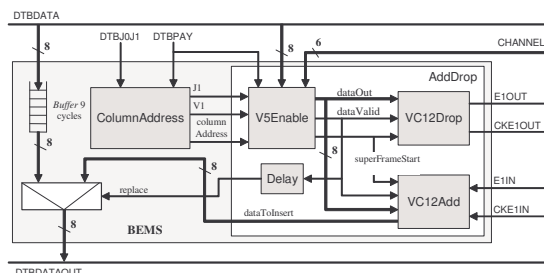 DTBDATA
8
DTBJ0J1 DTBPAY
8
6
CHANNEL
AddDrop
Buffer 9
cycles
ColumnAddress
J1
V1
column
Address
V5Enable
dataOut
dataValid
VC12Drop
E1OUT
CKE1OUT
8
8
8
superFrameStart
Delay
replace
VC12Add
E1IN
CKE1IN
dataToInsert
8
BEMS
DTBDATAOUT